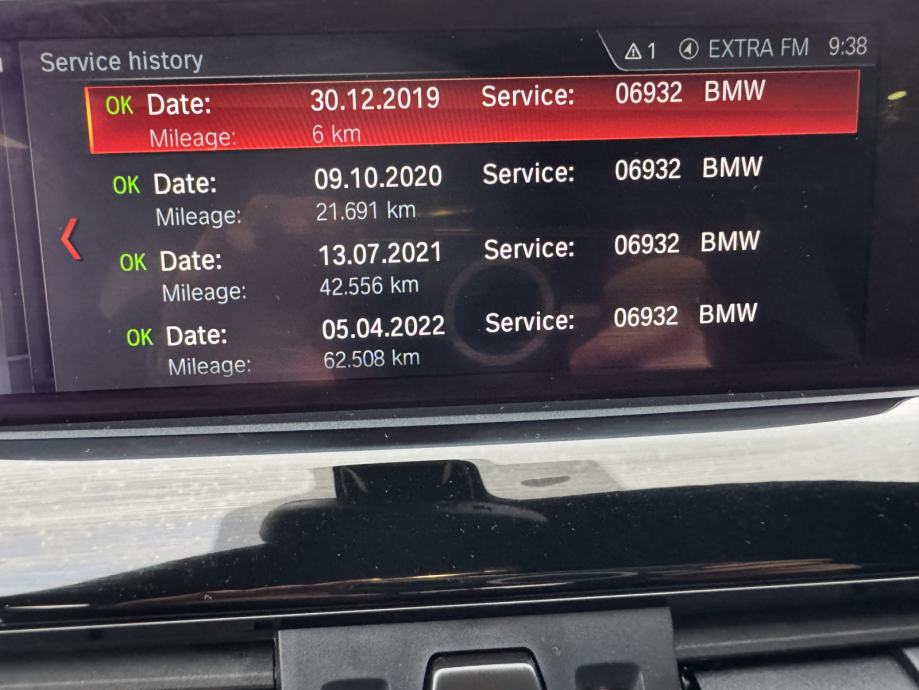 Service history 1 EXTRA FM 9:38
OK Date: 30.12.2019 Service: 06932 BMW
Mileage: 6 km
OK Date: 09.10.2020 Service: 06932 BMW
Mileage: 21.691 km
OK Date: 13.07.2021 Service: 06932 BMW
Mileage: 42.556 km
OK Date: 05.04.2022 Service: 06932 BMW
Mileage: 62.508 km